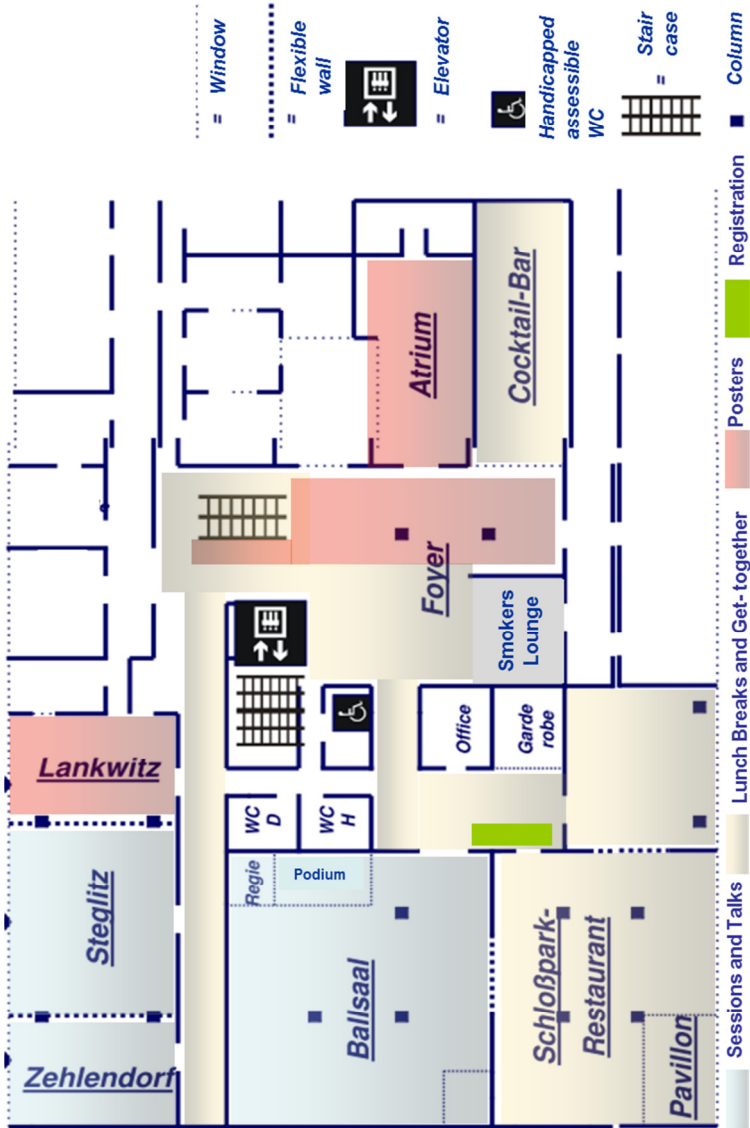 = Window
= Flexible
wall
= Elevator
Handicapped
assessible
WC
= Stair
case
Column
Zehlendorf
Steglitz
Lankwitz
Regie
Podium
WC
D
WC
H
Ballsaal
Office
Garde
robe
Foyer
Smokers
Lounge
Atrium
Cocktail-Bar
Schloßpark-
Restaurant
Pavillon
Sessions and Talks
Lunch Breaks and Get-together
Posters
Registration